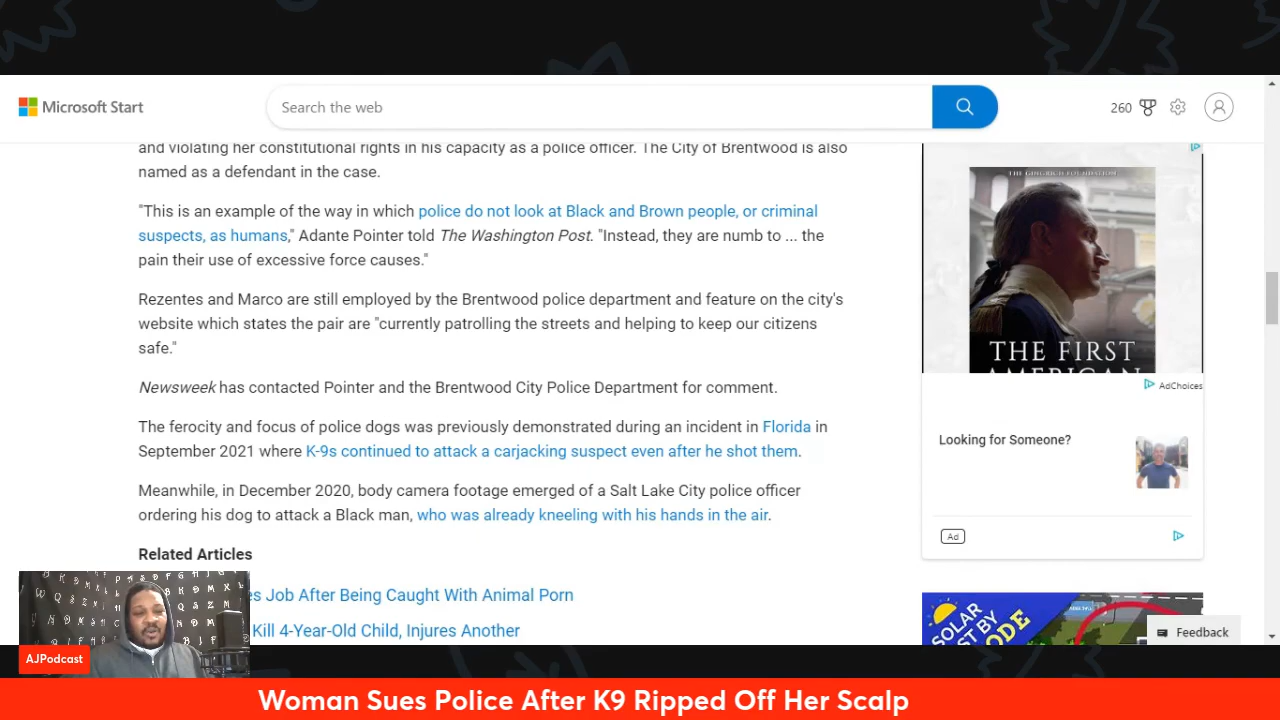 Microsoft Start
Search the web
260
and violating her constitutional rights in his capacity as a police officer. The City of Brentwood is also
named as a defendant in the case.
"This is an example of the way in which police do not look at Black and Brown people, or criminal
suspects, as humans," Adante Pointer told The Washington Post. "Instead, they are numb to ... the
pain their use of excessive force causes."
Rezentes and Marco are still employed by the Brentwood police department and feature on the city's
website which states the pair are "currently patrolling the streets and helping to keep our citizens
safe."
Newsweek has contacted Pointer and the Brentwood City Police Department for comment.
The ferocity and focus of police dogs was previously demonstrated during an incident in Florida in
September 2021 where K-9s continued to attack a carjacking suspect even after he shot them.
Meanwhile, in December 2020, body camera footage emerged of a Salt Lake City police officer
ordering his dog to attack a Black man, who was already kneeling with his hands in the air.
Related Articles
es Job After Being Caught With Animal Porn
Kill 4-Year-Old Child, Injures Another
THE GINGRICH FOUNDATION
THE FIRST
AMERICAN
AdChoices
Looking for Someone?
Ad
SOLAR
Feedback
AJPodcast
Woman Sues Police After K9 Ripped Off Her Scalp